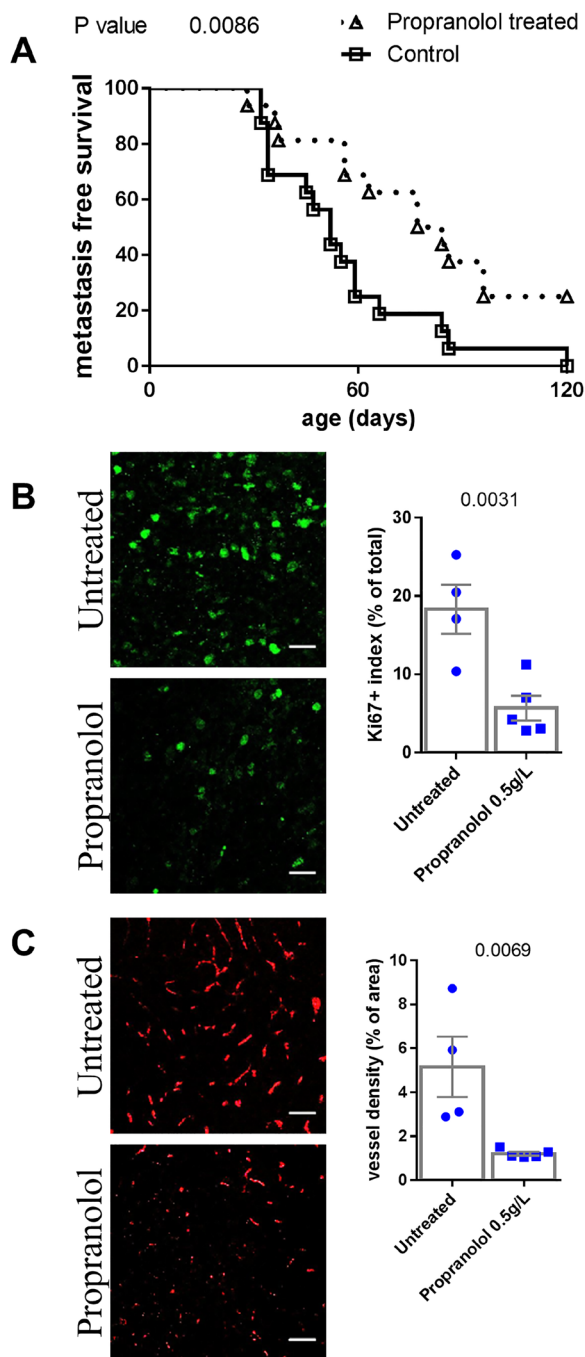 P value 0.0086
Propranolol treated
Control
A
metastasis free survival
100
80
60
40
20
0
0 60 120
age (days)
B
Untreated
Propranolol
0.0031
Ki67+ index (% of total)
30
20
10
0
Untreated
Propranolol 0.5g/L
C
Untreated
Propranolol
0.0069
vessel density (% of area)
10
8
6
4
2
0
Untreated
Propranolol 0.5g/L